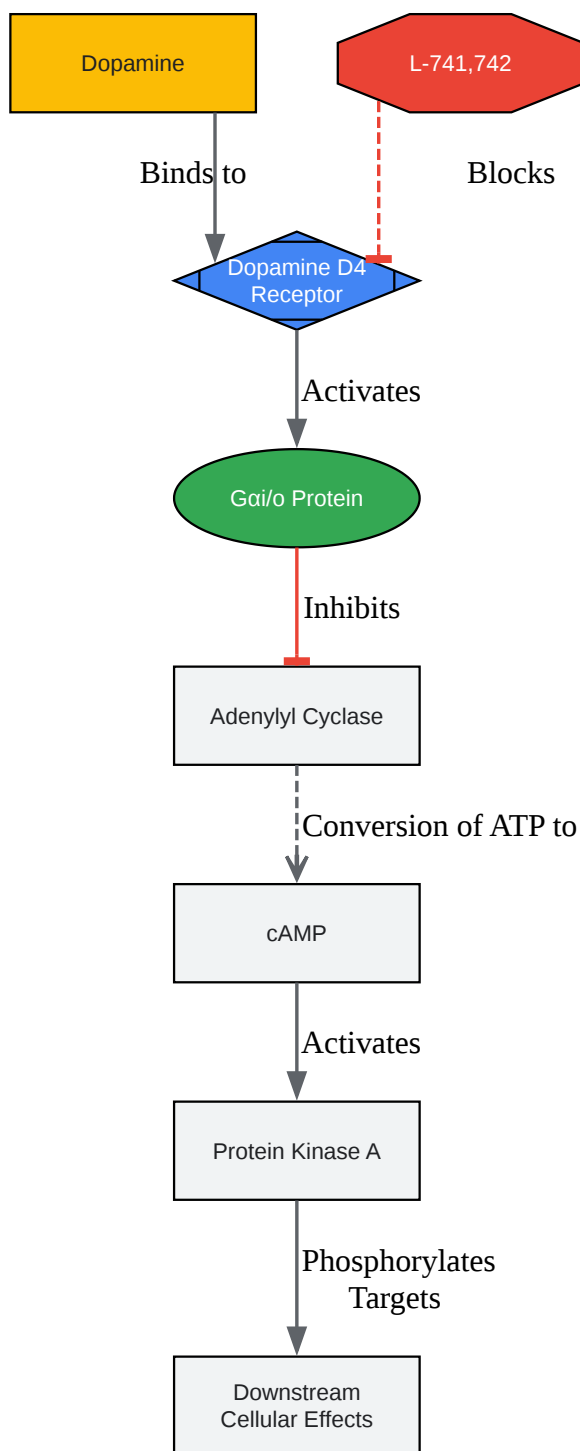 Dopamine
L-741,742
Binds to
Blocks
Dopamine D4
Receptor
Activates
Gαi/o Protein
Inhibits
Adenylyl Cyclase
Conversion of ATP to
cAMP
Activates
Protein Kinase A
Phosphorylates
Targets
Downstream
Cellular Effects